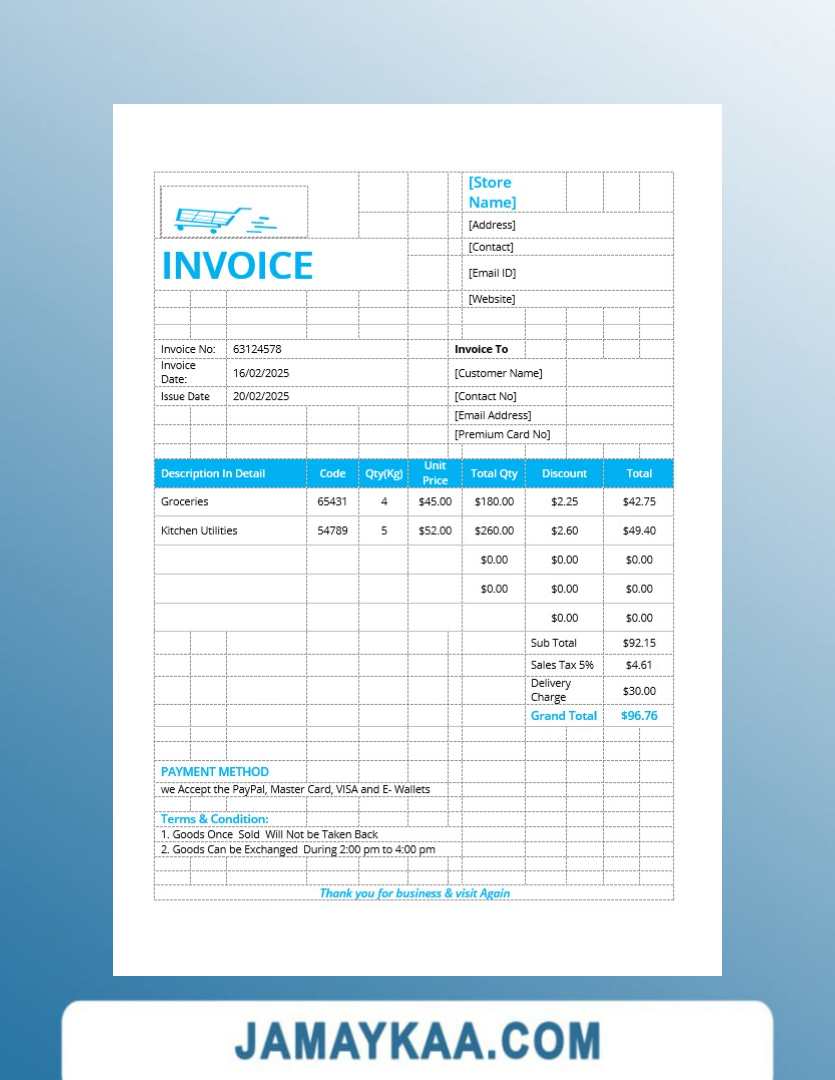 [Store
Name]
[Address]
[Contact]
INVOICE
[Email ID]
[Website]
Invoice No: 63124578 Invoice To
Invoice
Date: 16/02/2025 [Customer Name]
Issue Date 20/02/2025 [Contact No]
[Email Address]
[Premium Card No]
Description In Detail Code Qty(Kg) Unit Price Total Qty Discount Total
Groceries 65431 4 $45.00 $180.00 $2.25 $42.75
Kitchen Utilities 54789 5 $52.00 $260.00 $2.60 $49.40
$0.00 $0.00 $0.00
$0.00 $0.00 $0.00
$0.00 $0.00
Sub Total $92.15
Sales Tax 5% $4.61
Delivery
Charge $30.00
Grand Total $96.76
PAYMENT METHOD
we Accept the PayPal, Master Card, VISA and E- Wallets
Terms & Condition:
1. Goods Once Sold Will Not be Taken Back
2. Goods Can be Exchanged During 2:00 pm to 4:00 pm
Thank you for business & visit Again
JAMAYKAA.COM